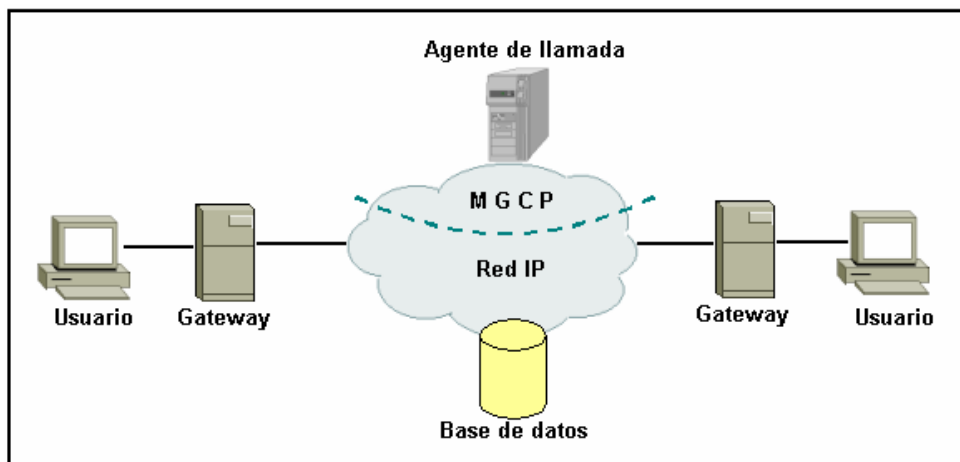 Agente de llamada
M G C P
Red IP
Usuario
Gateway
Gateway
Usuario
Base de datos